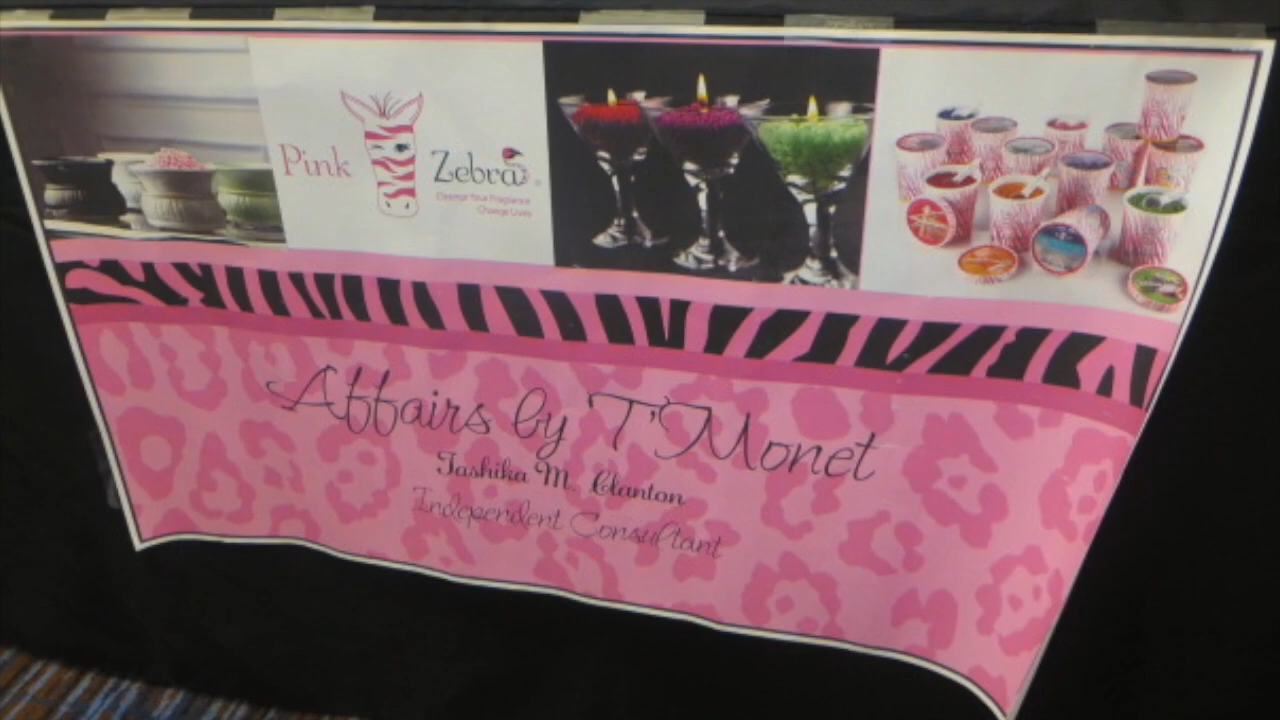 Pink Zebra
Change Your Fragrance
Change Lives
Affairs by T'Monet
Tashika M. Clanton
Independent Consultant